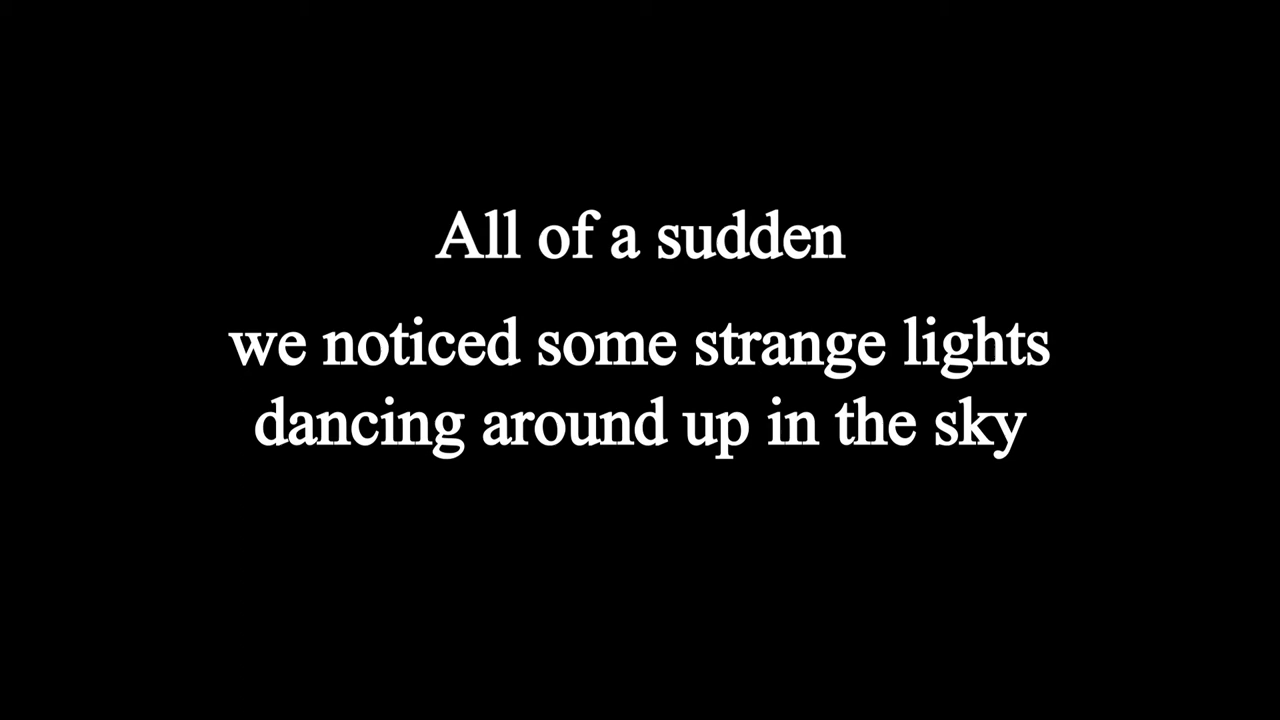 All of a sudden
we noticed some strange lights
dancing around up in the sky